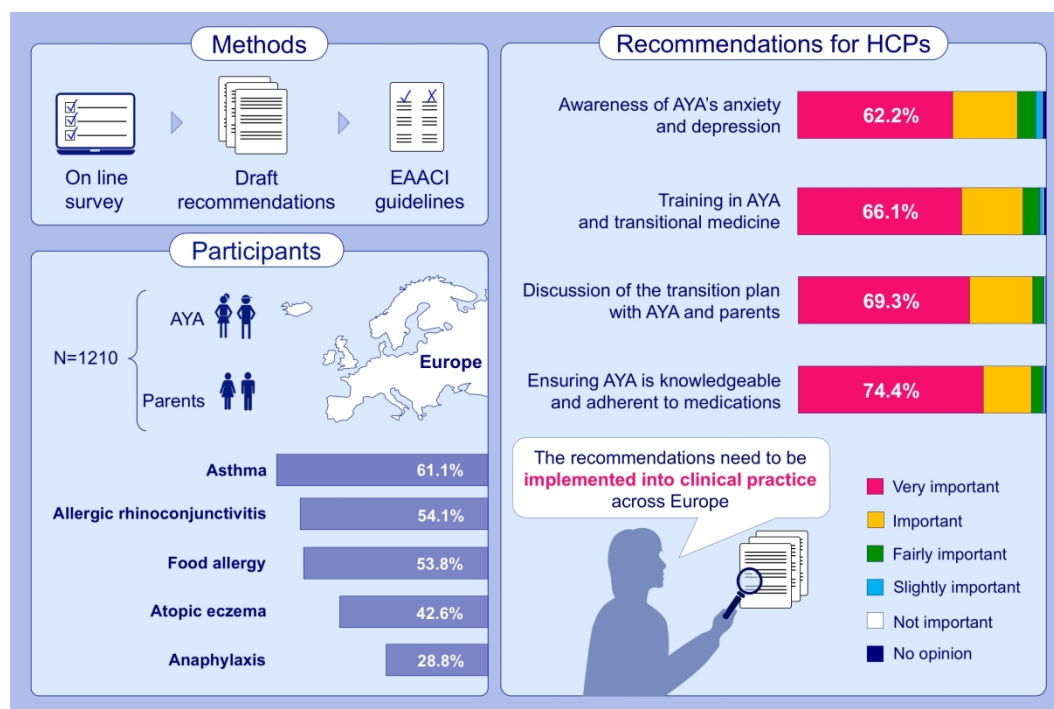 Methods
On line
survey
Draft
recommendations
EAACI
guidelines
Participants
N=1210
AYA
Parents
Europe
Asthma 61.1%
Allergic rhinoconjunctivitis 54.1%
Food allergy 53.8%
Atopic eczema 42.6%
Anaphylaxis 28.8%
Recommendations for HCPs
Awareness of AYA's anxiety
and depression
62.2%
Training in AYA
and transitional medicine
66.1%
Discussion of the transition plan
with AYA and parents
69.3%
Ensuring AYA is knowledgeable
and adherent to medications
74.4%
The recommendations need to be
implemented into clinical practice
across Europe
Very important
Important
Fairly important
Slightly important
Not important
No opinion